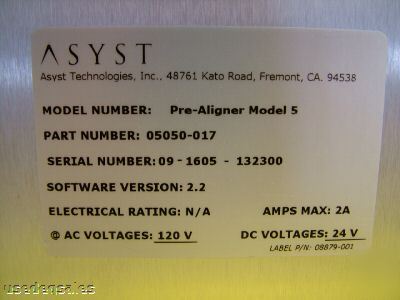 ASYST
Asyst Technologies, Inc., 48761 Kato Road, Fremont, CA. 94538
MODEL NUMBER: Pre-Aligner Model 5
PART NUMBER: 05050-017
SERIAL NUMBER: 09 - 1605 - 132300
SOFTWARE VERSION: 2.2
ELECTRICAL RATING: N/A AMPS MAX: 2A
@ AC VOLTAGES: 120 V DC VOLTAGES: 24 V
LABEL P/N: 08879-001
usedeqsales